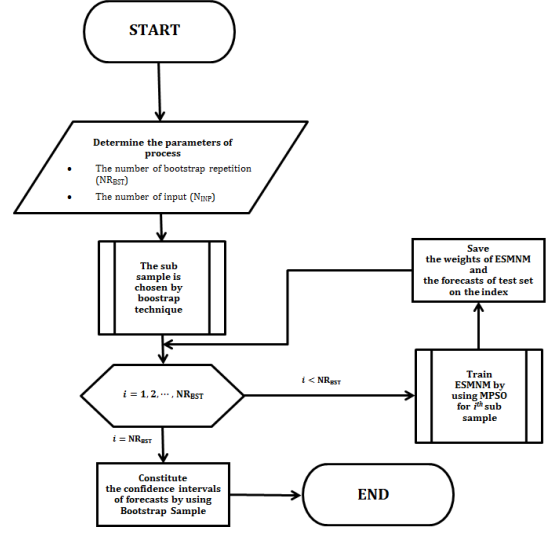 START
Determine the parameters of
process
• The number of bootstrap repetition
(NRBST)
• The number of input (NINP)
The sub
sample is
chosen by
boostrap
technique
Save
the weights of ESMNM
and
the forecasts of test set
on the index
i = 1, 2, ⋯ , NRBST
i < NRBST
Train
ESMNM by
using MPSO
for ith sub
sample
i = NRBST
Constitute
the confidence intervals
of forecasts by using
Bootstrap Sample
END